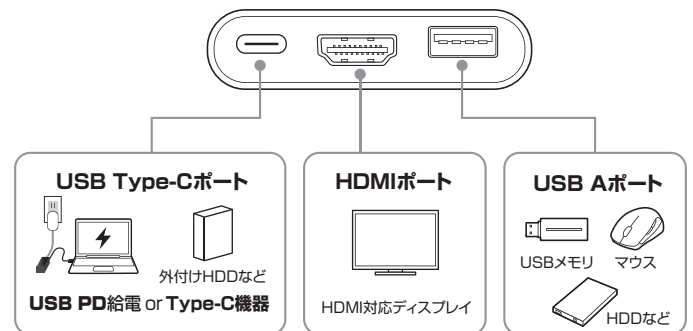 USB Type-Cポート
外付けHDDなど
USB PD給電 or Type-C機器
HDMIポート
HDMI対応ディスプレイ
USB Aポート
USBメモリ
マウス
HDDなど